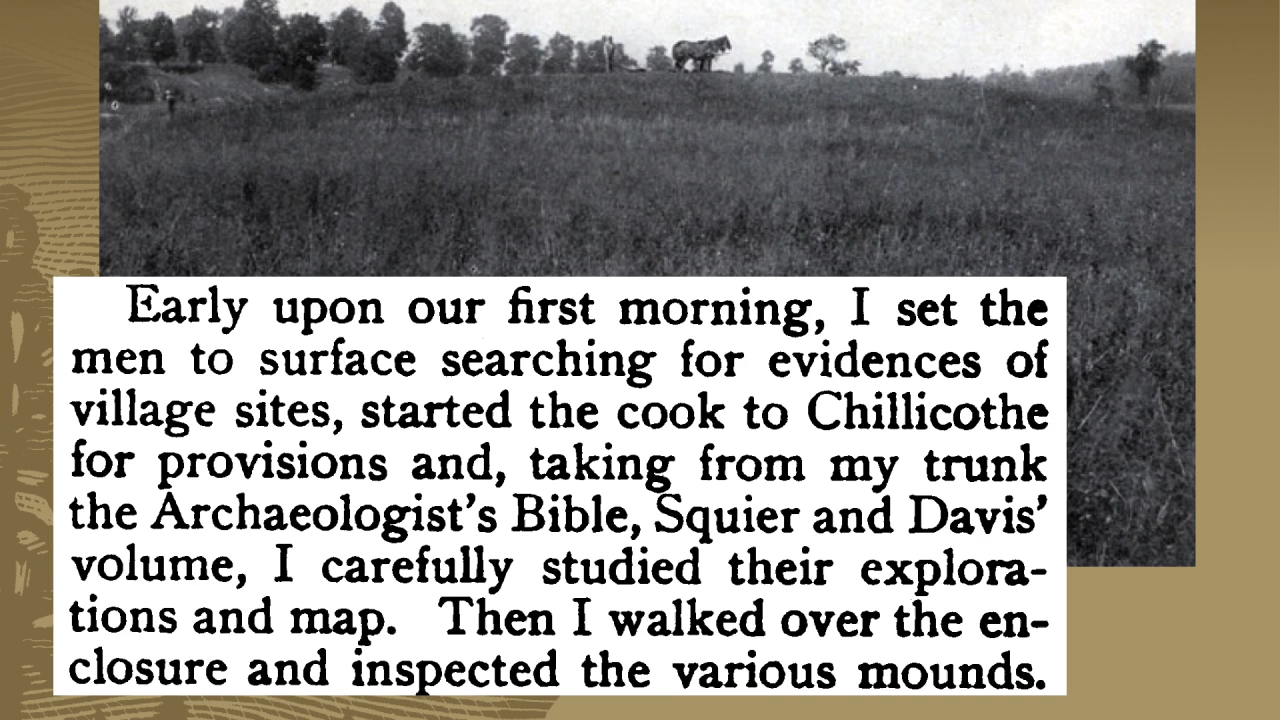 Early upon our first morning, I set the
men to surface searching for evidences of
village sites, started the cook to Chillicothe
for provisions and, taking from my trunk
the Archaeologist's Bible, Squier and Davis'
volume, I carefully studied their explora-
tions and map. Then I walked over the en-
closure and inspected the various mounds.